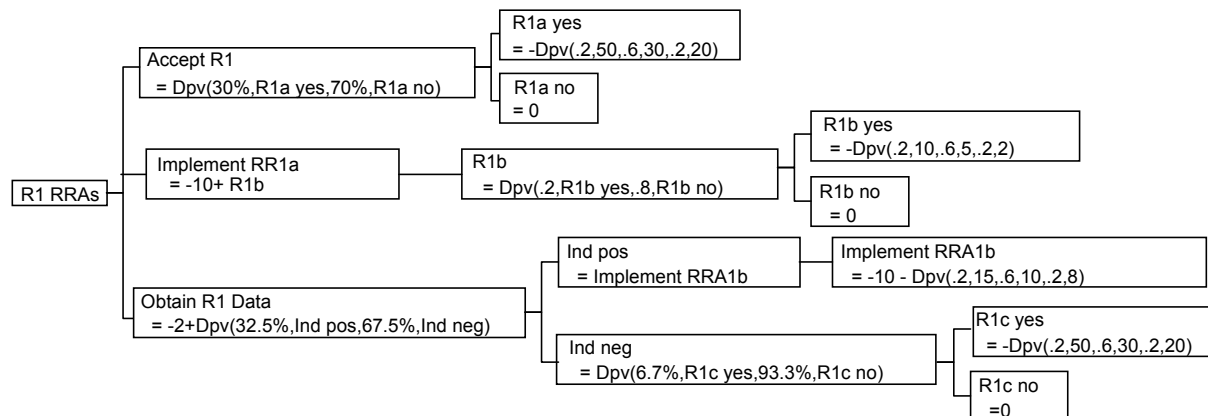 R1 RRAs
Accept R1
= Dpv(30%,R1a yes,70%,R1a no)
R1a yes
= -Dpv(.2,50,.6,30,.2,20)
R1a no
= 0
Implement RR1a
= -10+ R1b
R1b
= Dpv(.2,R1b yes,.8,R1b no)
R1b yes
= -Dpv(.2,10,.6,5,.2,2)
R1b no
= 0
Obtain R1 Data
= -2+Dpv(32.5%,Ind pos,67.5%,Ind neg)
Ind pos
= Implement RRA1b
Implement RRA1b
= -10 - Dpv(.2,15,.6,10,.2,8)
Ind neg
= Dpv(6.7%,R1c yes,93.3%,R1c no)
R1c yes
= -Dpv(.2,50,.6,30,.2,20)
R1c no
=0